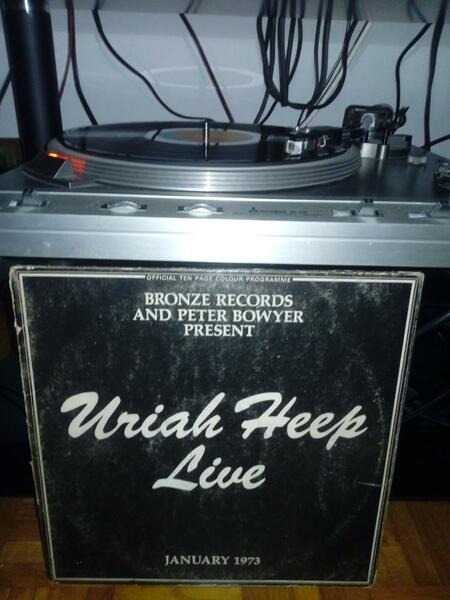 OFFICIAL TEN PAGE COLOUR PROGRAMME
BRONZE RECORDS
AND PETER BOWYER
PRESENT
Uriah Heep
Live
JANUARY 1973